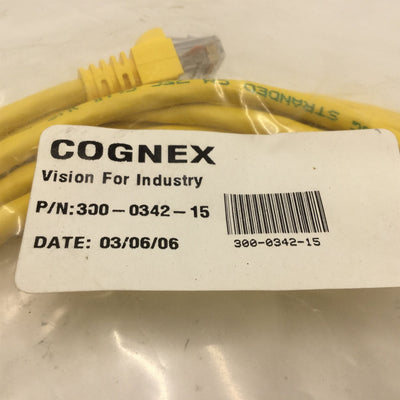 STRANDED
COGNEX
Vision For Industry
P/N:300-0342-15
DATE: 03/06/06
300-0342-15